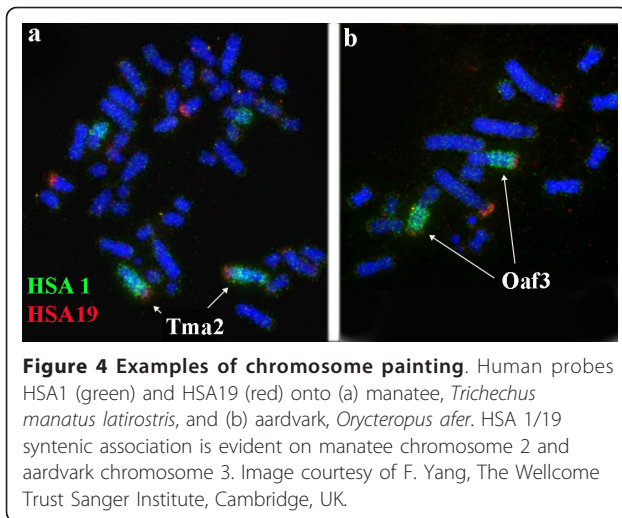 a
b
HSA 1
HSA19
Tma2
Oaf3
Figure 4 Examples of chromosome painting. Human probes
HSA1 (green) and HSA19 (red) onto (a) manatee, Trichechus
manatus latirostris, and (b) aardvark, Orycteropus afer. HSA 1/19
syntenic association is evident on manatee chromosome 2 and
aardvark chromosome 3. Image courtesy of F. Yang, The Wellcome
Trust Sanger Institute, Cambridge, UK.